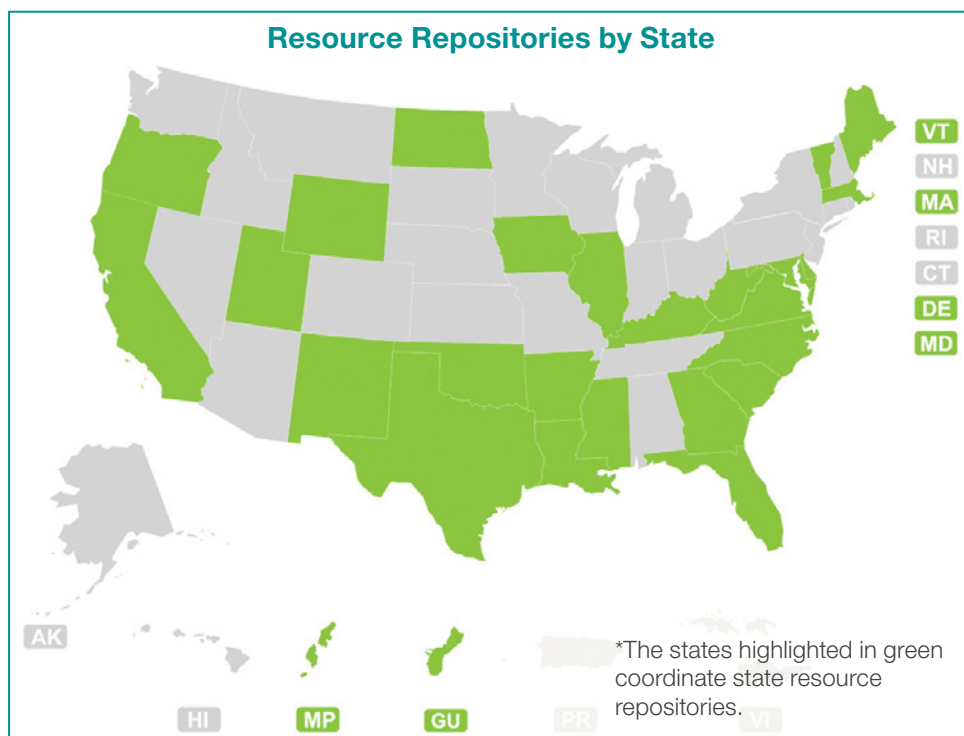 Resource Repositories by State
VT
NH
MA
RI
CT
DE
MD
AK
HI
MP
GU
PR
VI
*The states highlighted in green
coordinate state resource
repositories.